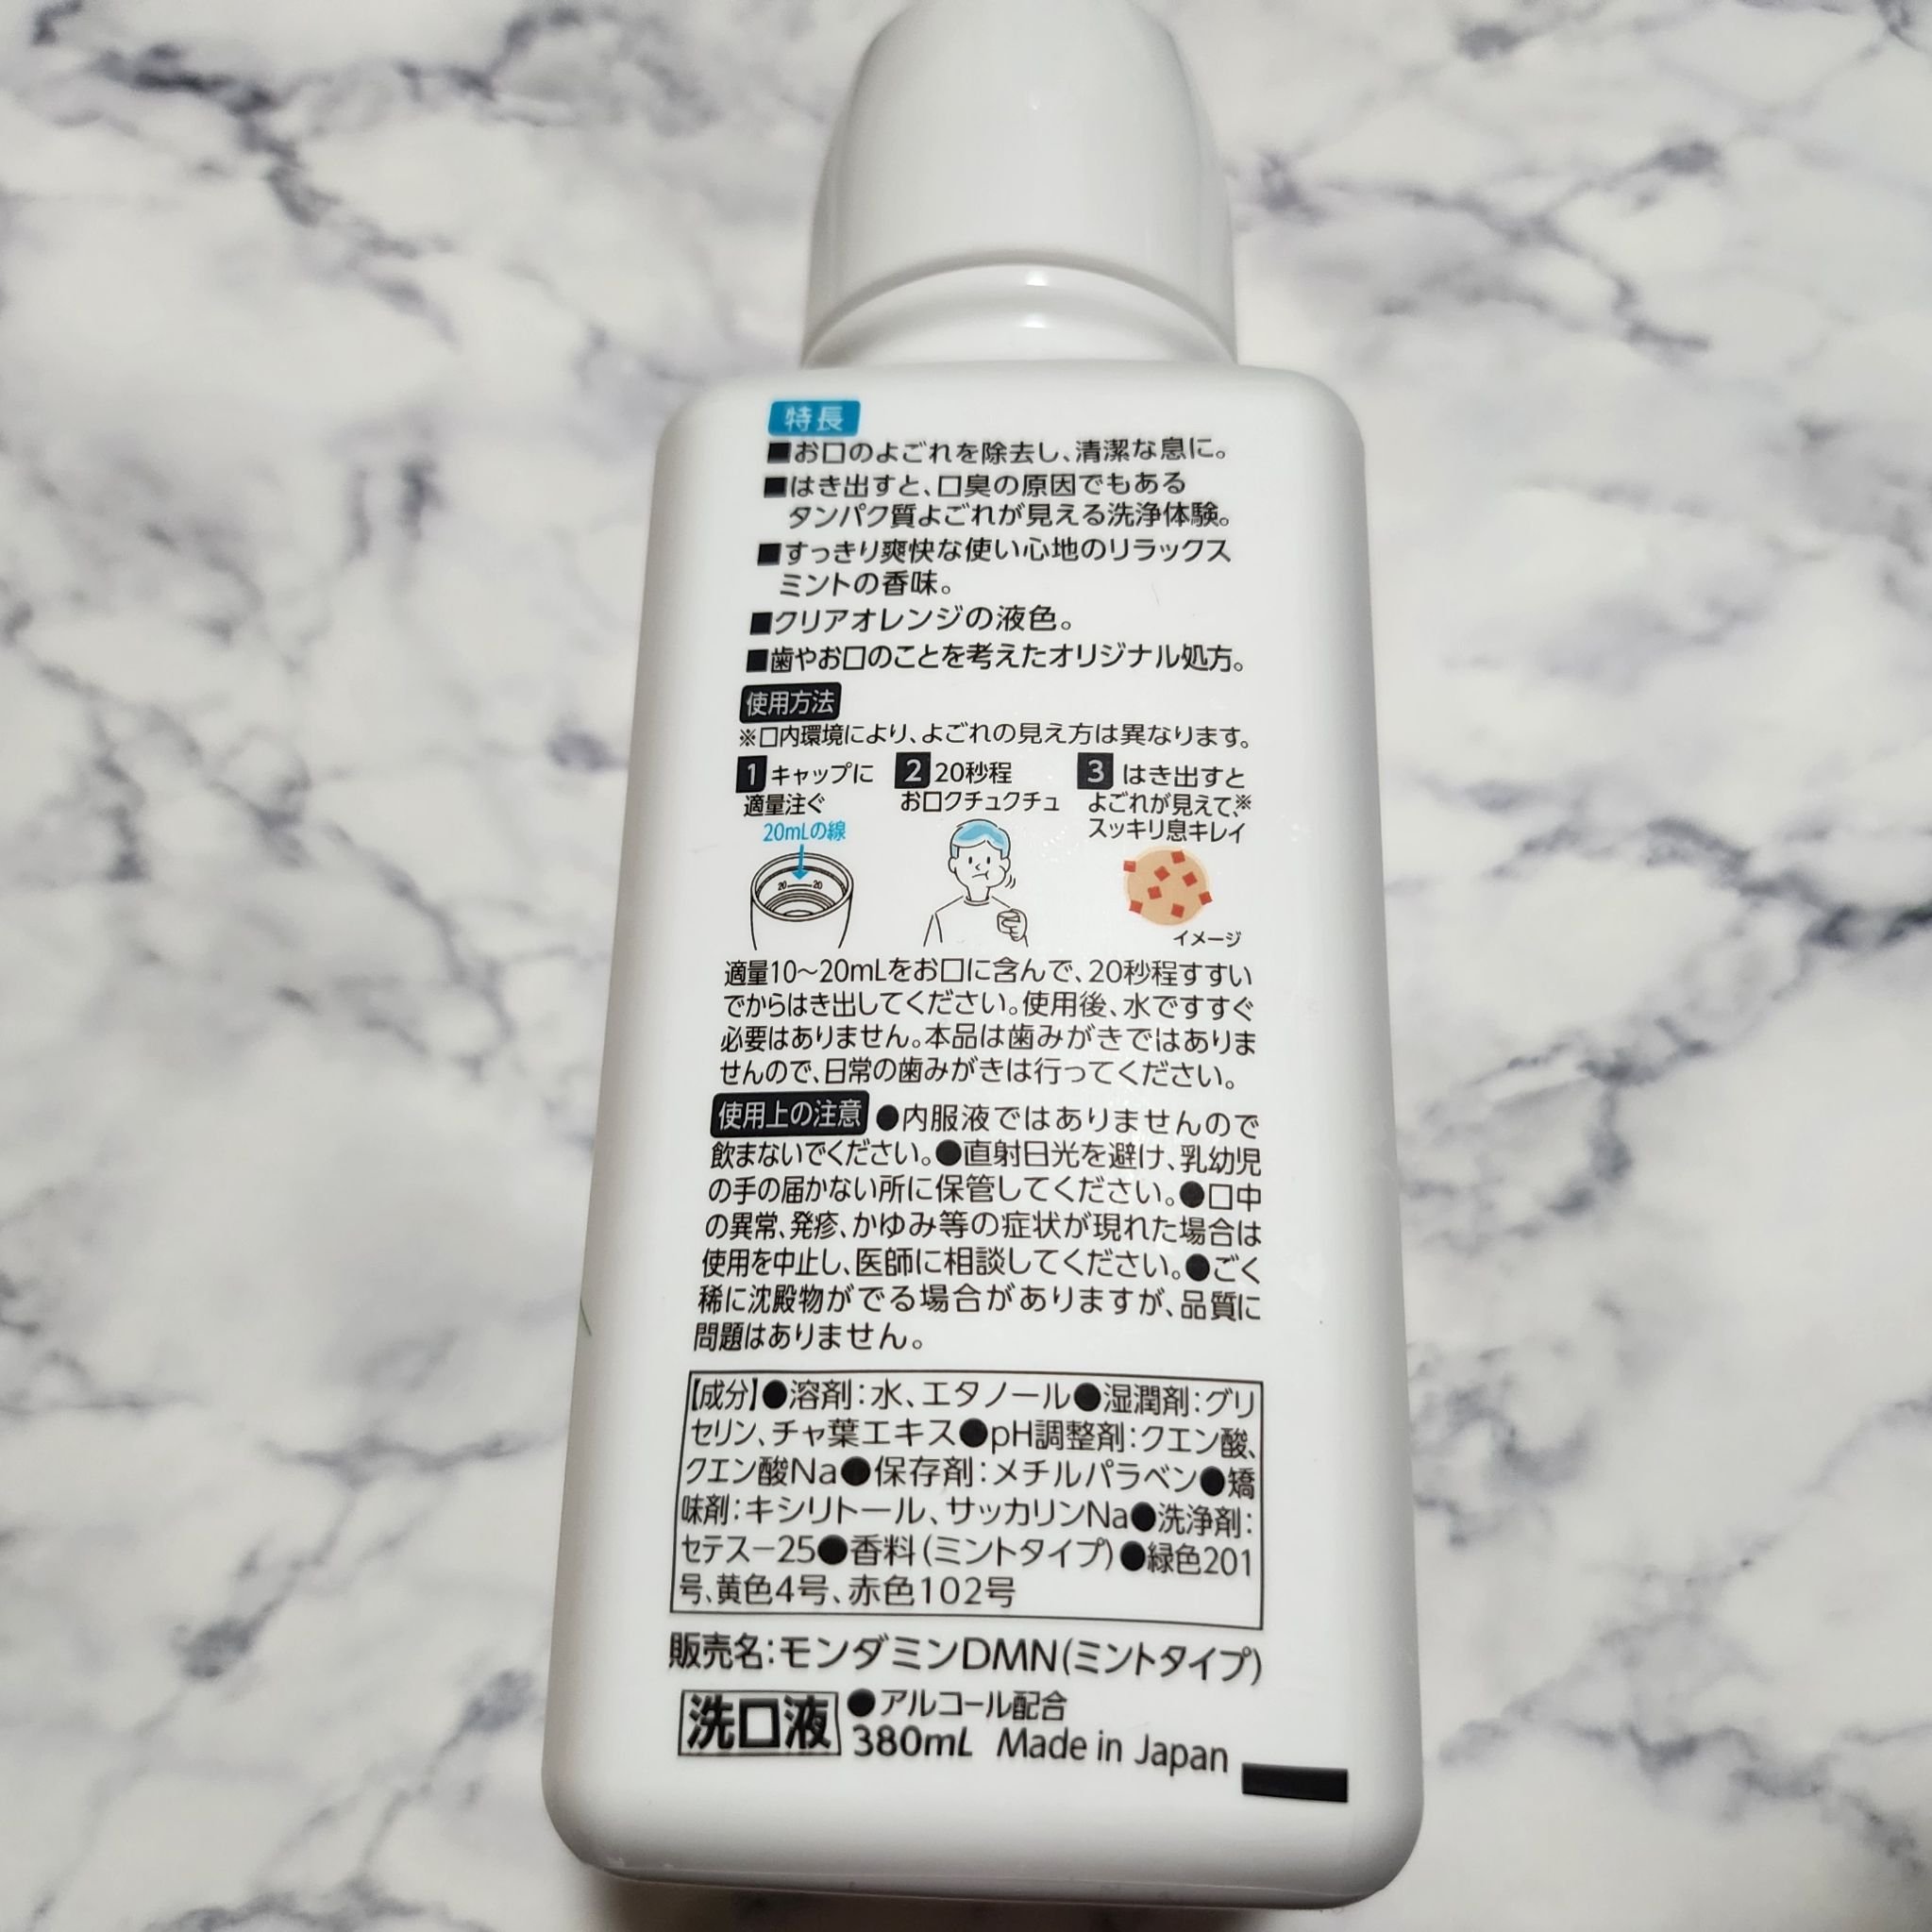 特長
■お口のよごれを除去し、清潔な息に。
■はき出すと、口臭の原因でもある
タンパク質よごれが見える洗浄体験。
■すっきり爽快な使い心地のリラックス
ミントの香味。
■クリアオレンジの液色。
■歯やお口のことを考えたオリジナル処方。
使用方法
※口内環境により、よごれの見え方は異なります。
1 キャップに
適量注ぐ
20mLの線
20 20
2 20秒程
お口クチュクチュ
3 はき出すと
よごれが見えて、※
スッキリ息キレイ
イメージ
適量10～20mLをお口に含んで、20秒程すすい
でからはき出してください。使用後、水ですすぐ
必要はありません。本品は歯みがきではありま
せんので、日常の歯みがきは行ってください。
使用上の注意 ●内服液ではありませんので
飲まないでください。●直射日光を避け、乳幼児
の手の届かない所に保管してください。●口中
の異常、発疹、かゆみ等の症状が現れた場合は
使用を中止し、医師に相談してください。●ごく
稀に沈殿物がでる場合がありますが、品質に
問題はありません。
【成分】●溶剤：水、エタノール●湿潤剤：グリ
セリン、チャ葉エキス●pH調整剤：クエン酸、
クエン酸Na●保存剤：メチルパラベン●矯
味剤：キシリトール、サッカリンNa●洗浄剤：
セテス－25●香料（ミントタイプ）●緑色201
号、黄色4号、赤色102号
販売名：モンダミンDMN（ミントタイプ）
洗口液
●アルコール配合
380mL Made in Japan